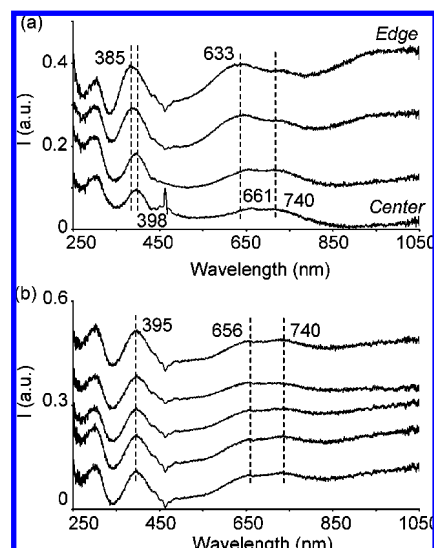 (a)
385
633
Edge
0.4
I (a.u.)
0.2
0
398
661
740
Center
250 450 650 850 1050
Wavelength (nm)
(b)
0.6
395
656
740
I (a.u.)
0.3
0
250 450 650 850 1050
Wavelength (nm)